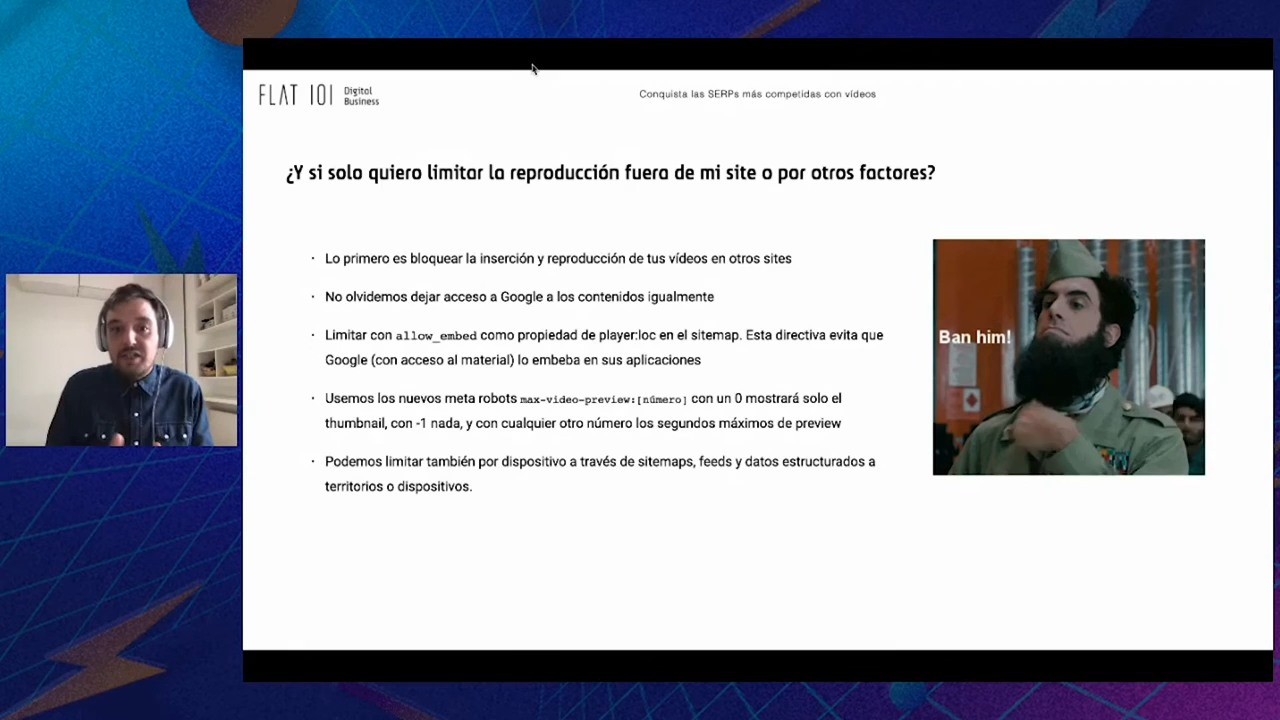 FLAT 101 Digital Business
Conquista las SERPs más competidas con vídeos
¿Y si solo quiero limitar la reproducción fuera de mi site o por otros factores?
· Lo primero es bloquear la inserción y reproducción de tus vídeos en otros sites
· No olvidemos dejar acceso a Google a los contenidos igualmente
· Limitar con allow_embed como propiedad de player:loc en el sitemap. Esta directiva evita que
Google (con acceso al material) lo embeba en sus aplicaciones
· Usemos los nuevos meta robots max-video-preview:[número] con un 0 mostrará solo el
thumbnail, con -1 nada, y con cualquier otro número los segundos máximos de preview
· Podemos limitar también por dispositivo a través de sitemaps, feeds y datos estructurados a
territorios o dispositivos.
Ban him!